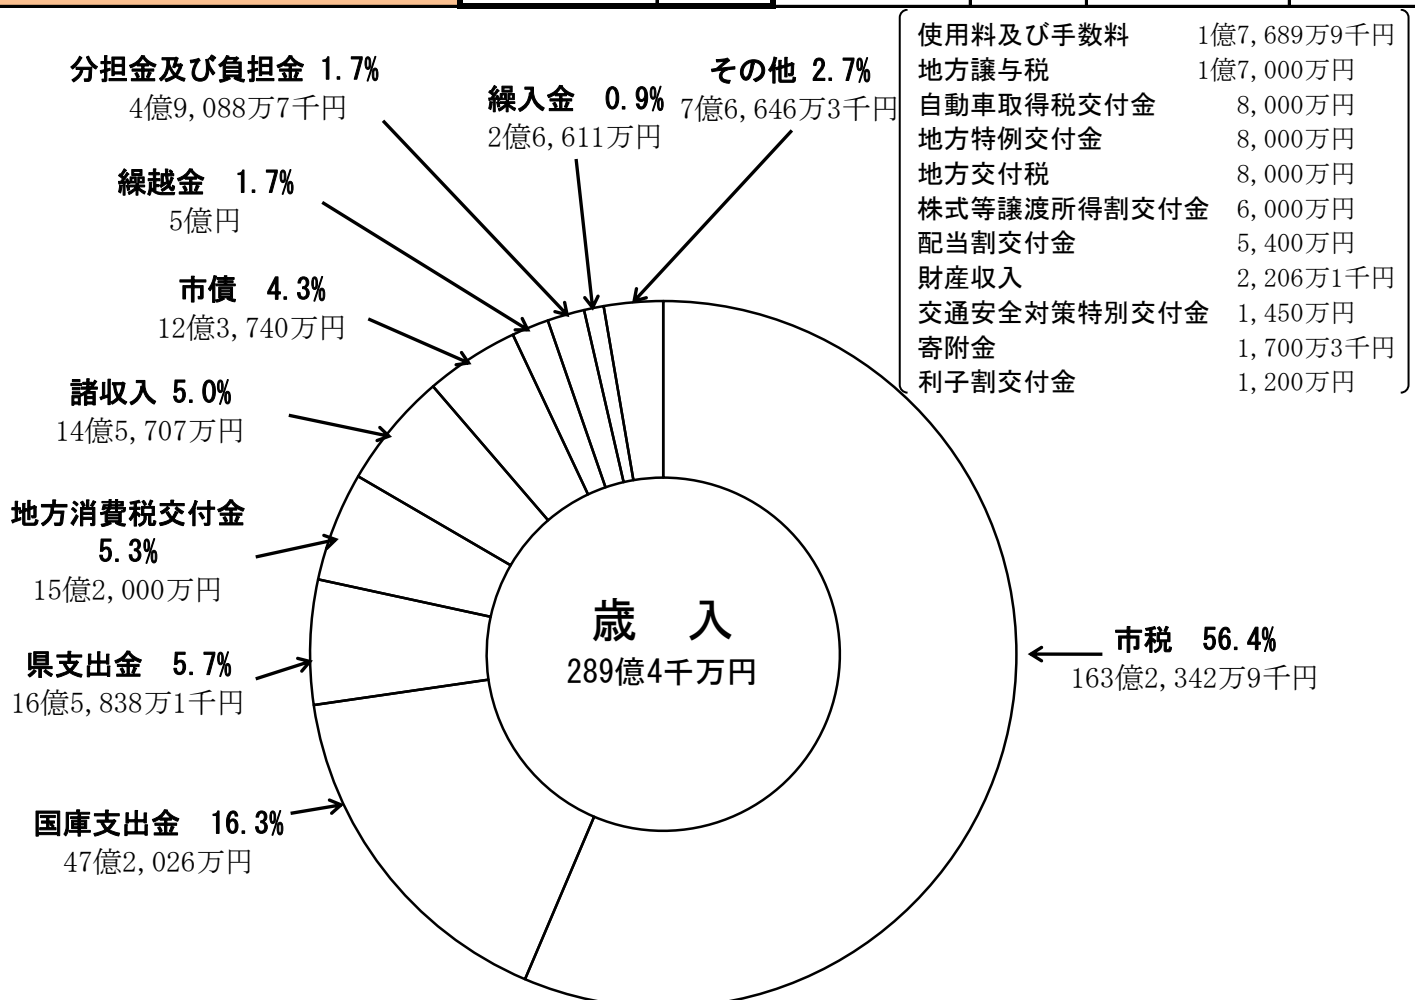 使用料及び手数料 1億7,689万9千円
地方譲与税 1億7,000万円
自動車取得税交付金 8,000万円
地方特例交付金 8,000万円
地方交付税 8,000万円
株式等譲渡所得割交付金 6,000万円
配当割交付金 5,400万円
財産収入 2,206万1千円
交通安全対策特別交付金 1,450万円
寄附金 1,700万3千円
利子割交付金 1,200万円
その他 2.7%
7億6,646万3千円
繰入金 0.9%
2億6,611万円
分担金及び負担金 1.7%
4億9,088万7千円
繰越金 1.7%
5億円
市債 4.3%
12億3,740万円
諸収入 5.0%
14億5,707万円
地方消費税交付金
5.3%
15億2,000万円
県支出金 5.7%
16億5,838万1千円
国庫支出金 16.3%
47億2,026万円
歳 入
289億4千万円
市税 56.4%
163億2,342万9千円